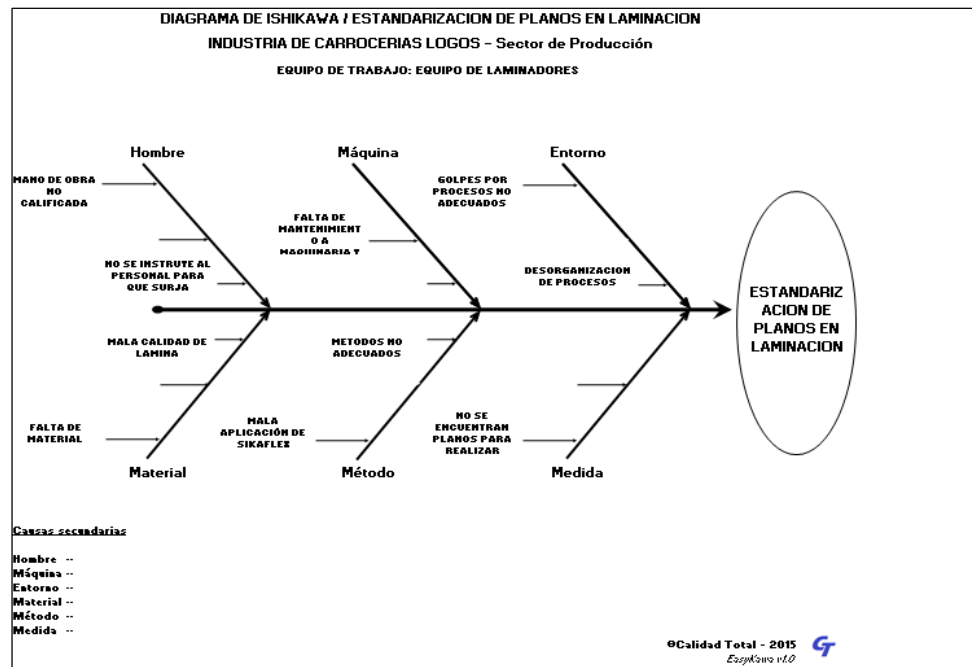 DIAGRAMA DE ISHIKAWA / ESTANDARIZACION DE PLANOS EN LAMINACION
INDUSTRIA DE CARROCERIAS LOGOS – Sector de Producción
EQUIPO DE TRABAJO: EQUIPO DE LAMINADORES
Hombre
Máquina
Entorno
MANO DE OBRA
NO
CALIFICADA
GOLPES POR
PROCESOS NO
ADECUADOS
FALTA DE
MANTENIMIENT
O A
MAQUINARIA Y
NO SE INSTRUTE AL
PERSONAL PARA
QUE SURJA
DESORGANIZACION
DE PROCESOS
ESTANDARIZ
ACION DE
PLANOS EN
LAMINACION
MALA CALIDAD DE
LAMINA
METODOS NO
ADECUADOS
FALTA DE
MATERIAL
MALA
APLICACIÓN DE
SIKAFLEX
NO SE
ENCUENTRAN
PLANOS PARA
REALIZAR
Material
Método
Medida
Causas secundarias
Hombre --
Máquina --
Entorno --
Material --
Método --
Medida --
©Calidad Total - 2015
EasyKawa v1.0
CT